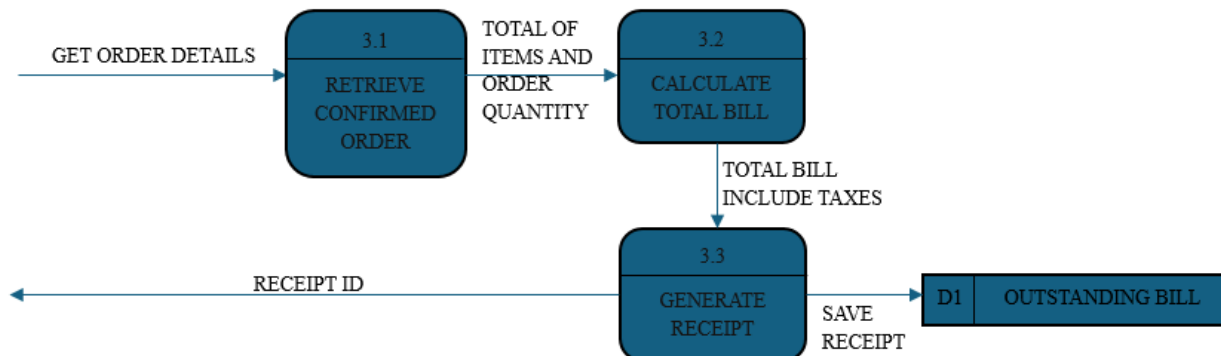 GET ORDER DETAILS
3.1
RETRIEVE
CONFIRMED
ORDER
TOTAL OF
ITEMS AND
ORDER
QUANTITY
3.2
CALCULATE
TOTAL BILL
TOTAL BILL
INCLUDE TAXES
3.3
GENERATE
RECEIPT
RECEIPT ID
SAVE
RECEIPT
D1
OUTSTANDING BILL